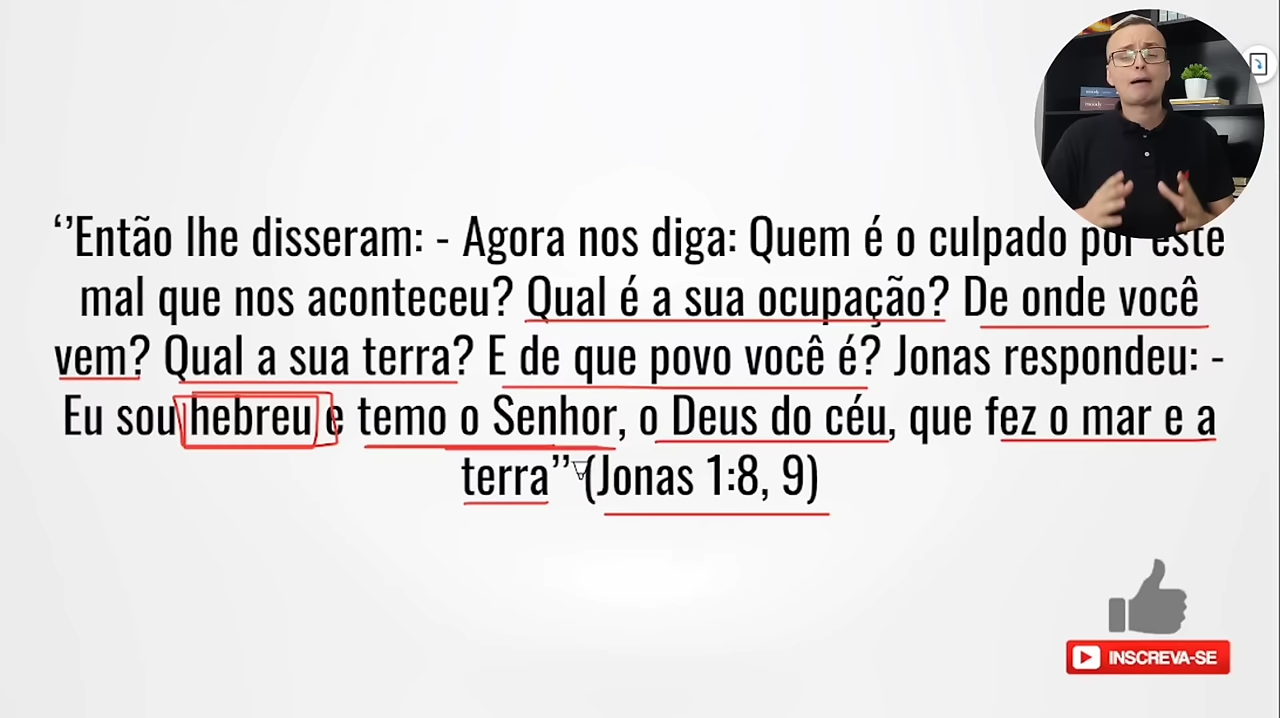 ‘’Então lhe disseram: - Agora nos diga: Quem é o culpado por este
mal que nos aconteceu? Qual é a sua ocupação? De onde você
vem? Qual a sua terra? E de que povo você é? Jonas respondeu: -
Eu sou hebreu e temo o Senhor, o Deus do céu, que fez o mar e a
terra’’ (Jonas 1:8, 9)
INSCREVA-SE